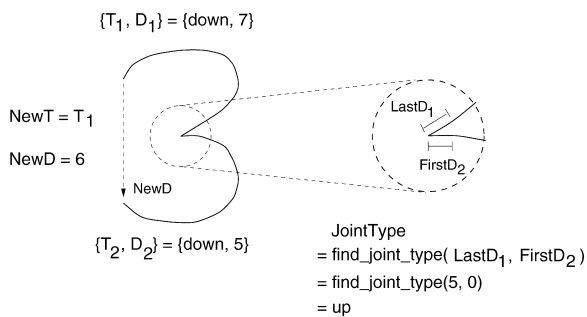 {T1, D1} = {down, 7}
NewT = T1
NewD = 6
NewD
{T2, D2} = {down, 5}
LastD1
FirstD2
JointType
= find_joint_type( LastD1, FirstD2 )
= find_joint_type(5, 0)
= up